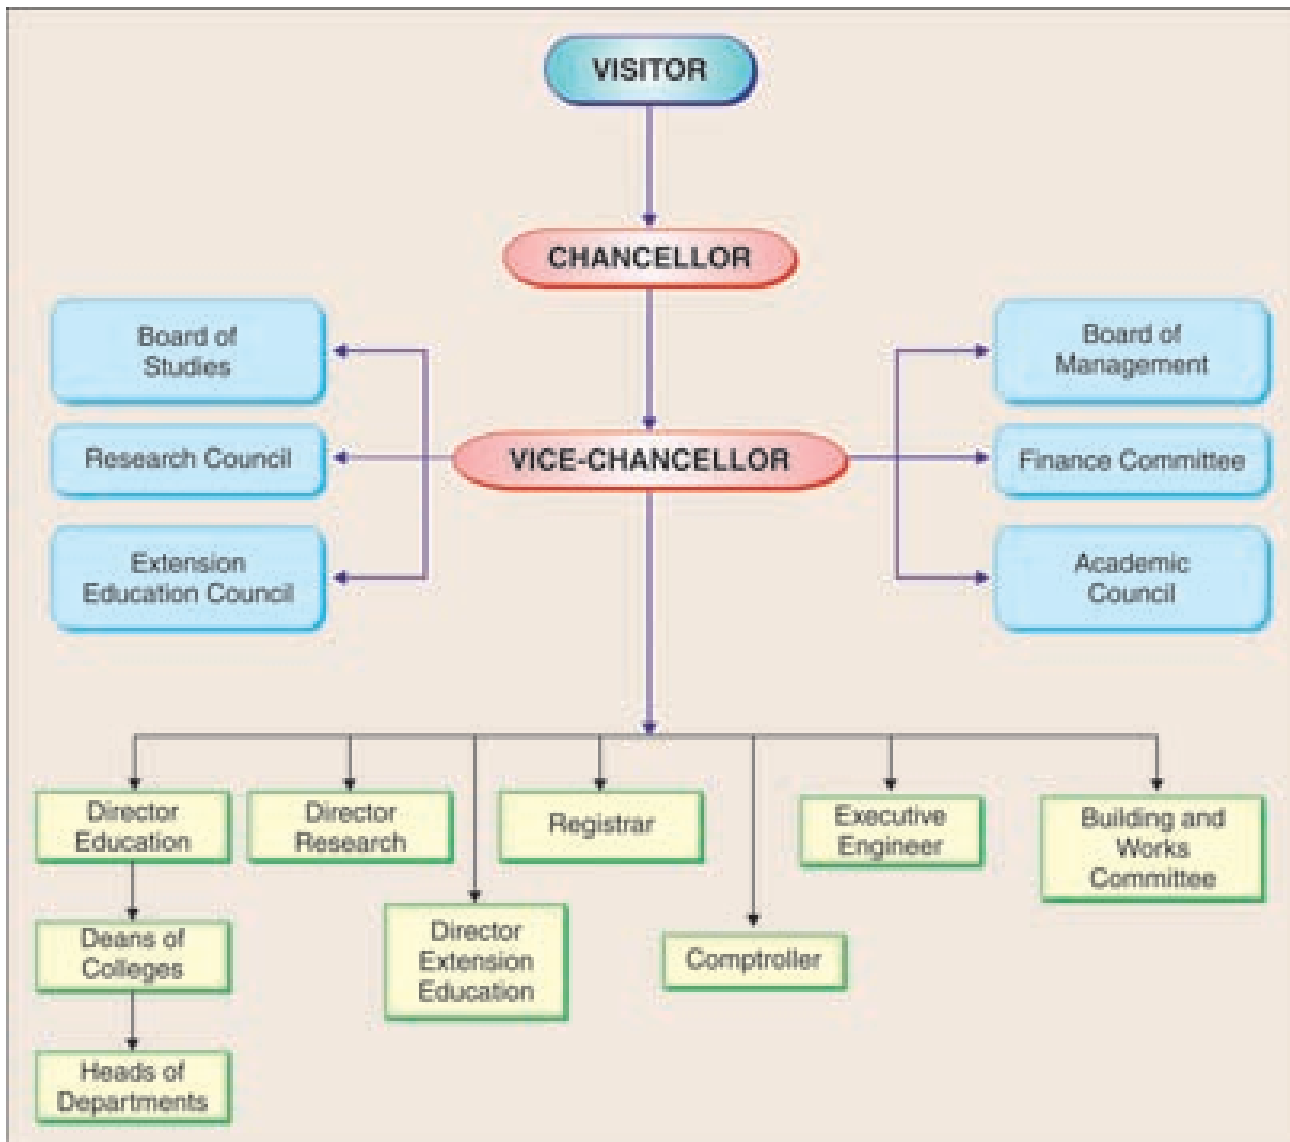 VISITOR
CHANCELLOR
Board of
Studies
Board of
Management
Research Council
VICE-CHANCELLOR
Finance Committee
Extension
Education Council
Academic
Council
Director
Education
Director
Research
Registrar
Executive
Engineer
Building and
Works
Committee
Deans of
Colleges
Director
Extension
Education
Comptroller
Heads of
Departments